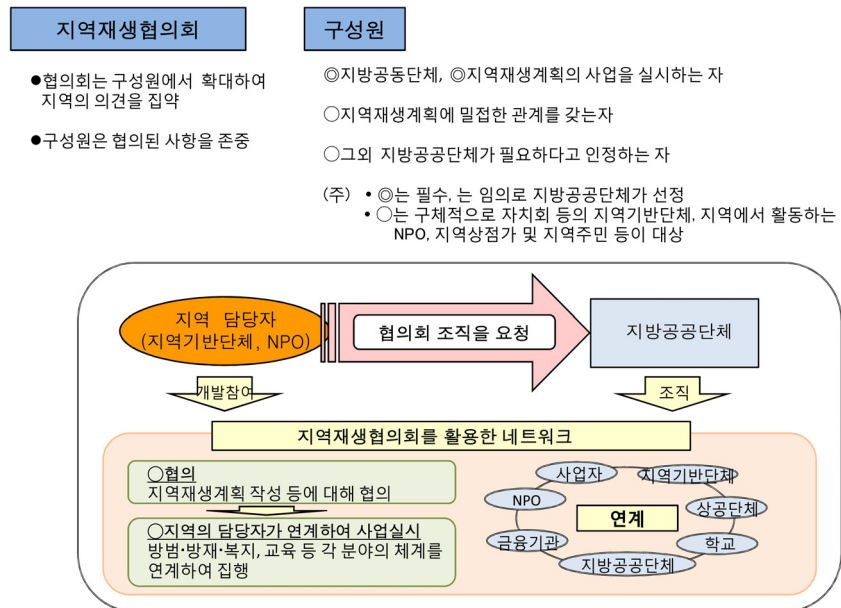 지역재생협의회
●협의회는 구성원에서 확대하여
지역의 의견을 집약
●구성원은 협의된 사항을 존중
구성원
◎지방공동단체, ◎지역재생계획의 사업을 실시하는 자
○지역재생계획에 밀접한 관계를 갖는자
○그외 지방공공단체가 필요하다고 인정하는 자
(주) • ◎는 필수, 는 임의로 지방공공단체가 선정
• ○는 구체적으로 자치회 등의 지역기반단체, 지역에서 활동하는
NPO, 지역상점가 및 지역주민 등이 대상
지역 담당자
(지역기반단체, NPO)
협의회 조직을 요청
지방공공단체
개발참여
조직
지역재생협의회를 활용한 네트워크
○협의
지역재생계획 작성 등에 대해 협의
○지역의 담당자가 연계하여 사업실시
방범·방재·복지, 교육 등 각 분야의 체계를
연계하여 집행
사업자
지역기반단체
NPO
상공단체
연계
금융기관
학교
지방공공단체